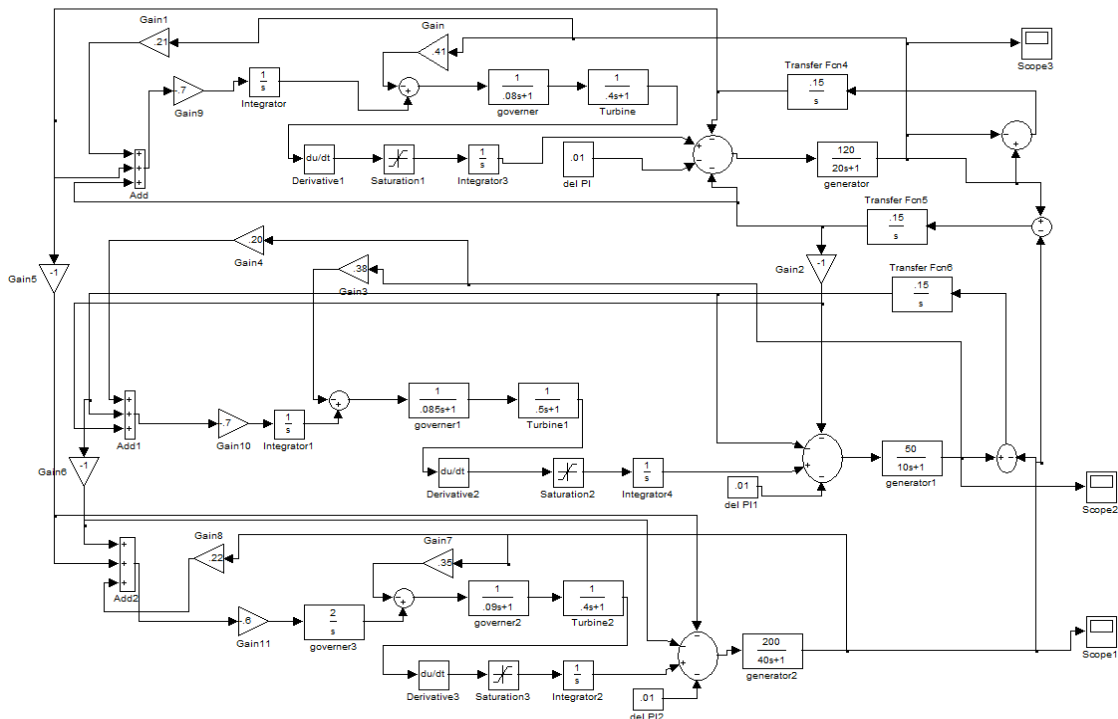 Gain1
.21
Gain
.41
Scope3
Transfer Fcn4
.15
s
-.7
Gain9
1
s
Integrator
+
-
1
.08s+1
governer
1
.4s+1
Turbine
+
+
+
Add
du/dt
Derivative1
Saturation1
1
s
Integrator3
.01
del PI
-
+
-
-
120
20s+1
generator
-
+
Transfer Fcn5
.15
s
+
-
.20
Gain4
.38
Gain3
-1
Gain5
Gain2
-1
Transfer Fcn6
.15
s
+
+
+
Add1
-.7
Gain10
1
s
Integrator1
-
+
1
.085s+1
governer1
1
.5s+1
Turbine1
-1
Gain6
du/dt
Derivative2
Saturation2
1
s
Integrator4
.01
del PI1
-
-
+
-
50
10s+1
generator1
+
-
Scope2
+
+
+
Add2
Gain8
.22
Gain7
.35
-.6
Gain11
2
s
governer3
-
+
1
.09s+1
governer2
1
.4s+1
Turbine2
du/dt
Derivative3
Saturation3
1
s
Integrator2
.01
del PI2
-
-
+
-
200
40s+1
generator2
Scope1